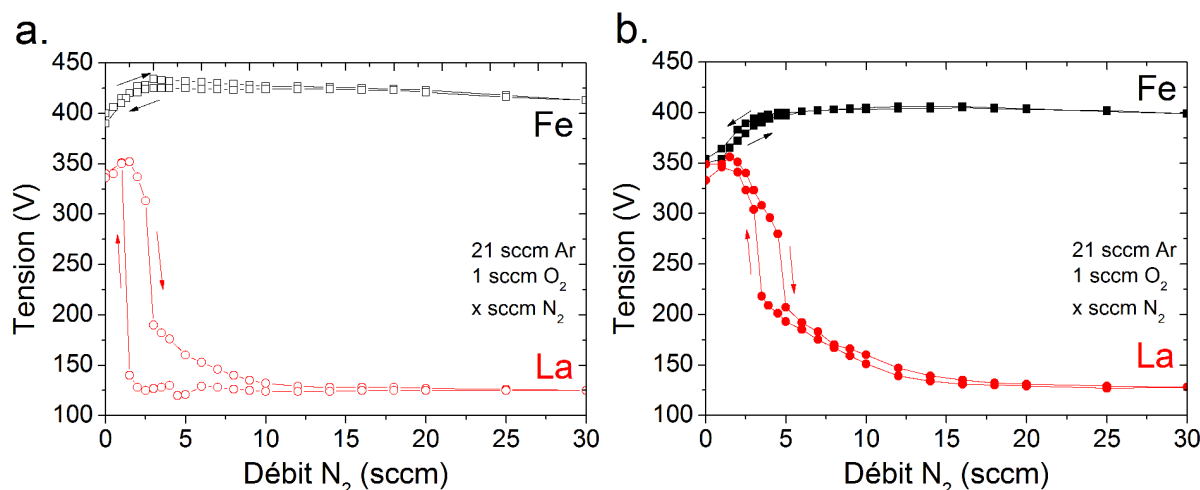 a.
450
400
350
300
250
200
150
100
Tension (V)
Fe
21 sccm Ar
1 sccm O₂
x sccm N₂
La
0 5 10 15 20 25 30
Débit N₂ (sccm)
b.
450
400
350
300
250
200
150
100
Tension (V)
Fe
21 sccm Ar
1 sccm O₂
x sccm N₂
La
0 5 10 15 20 25 30
Débit N₂ (sccm)